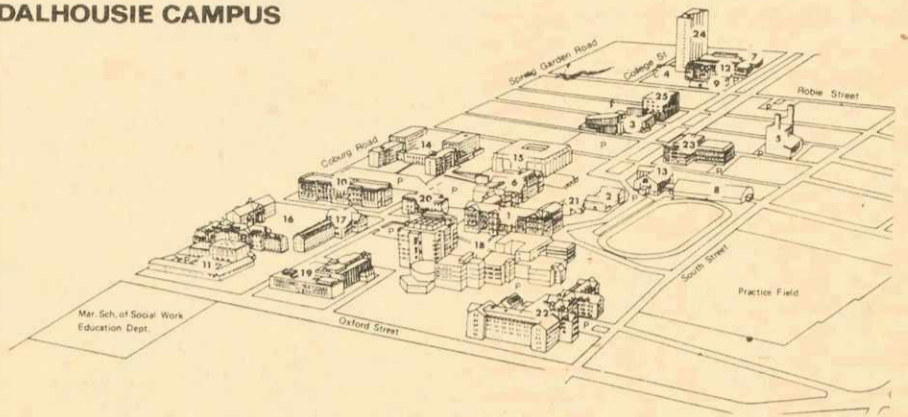 DALHOUSIE CAMPUS
Spring Garden Road
College St
Robie Street
Coburg Road
South Street
Oxford Street
Practice Field
Mar. Sch. of Social Work
Education Dept.
24
7
12
4
9
25
3
5
23
14
15
13
8
10
6
20
21
2
1
16
17
18
11
19
22
P
P
P
P
P
P
P
P